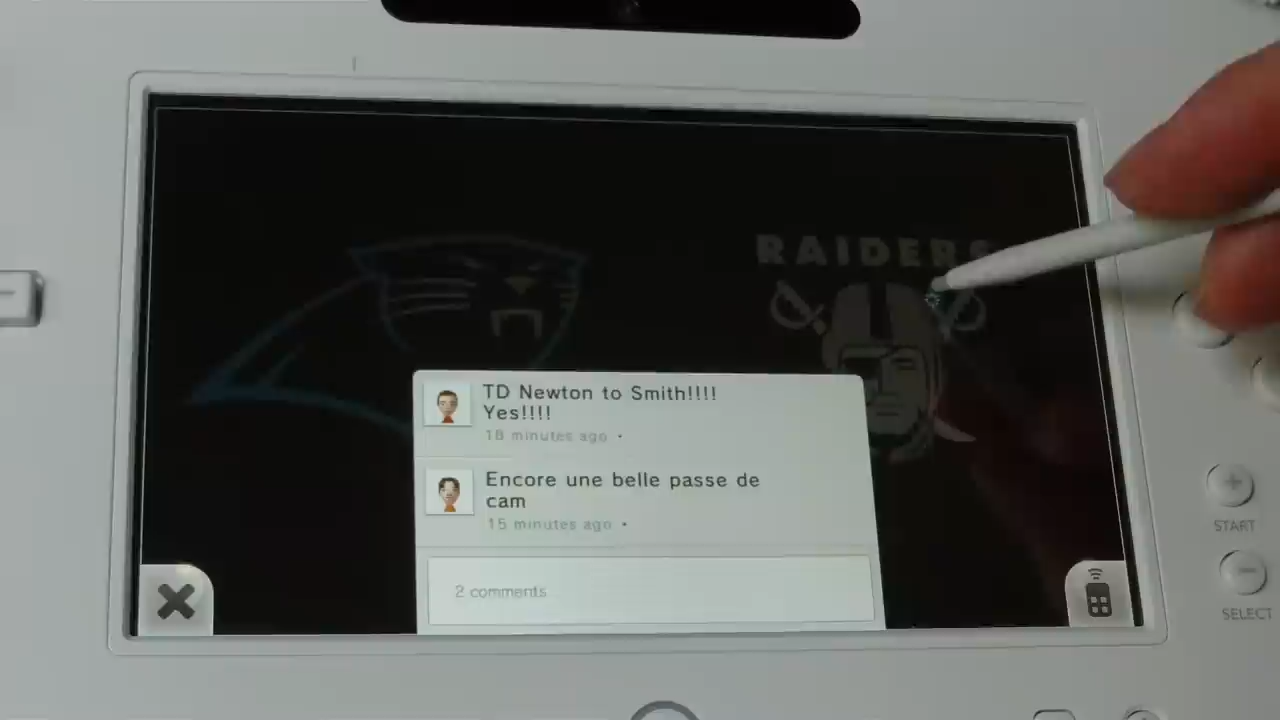 RAIDERS
TD Newton to Smith!!!!
Yes!!!!
18 minutes ago •
Encore une belle passe de
cam
15 minutes ago •
2 comments
START
SELECT